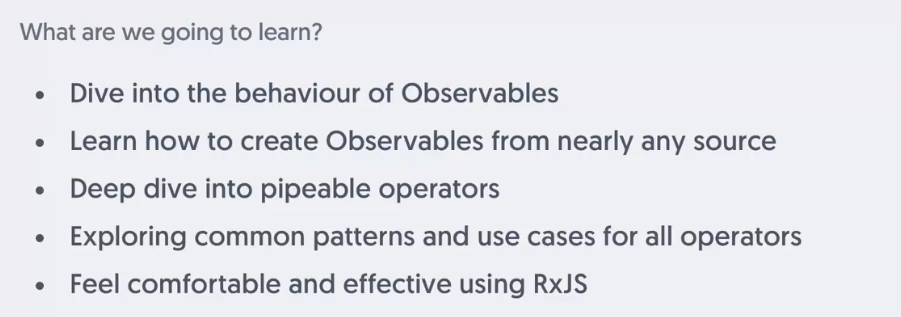 What are we going to learn?
• Dive into the behaviour of Observables
• Learn how to create Observables from nearly any source
• Deep dive into pipeable operators
• Exploring common patterns and use cases for all operators
• Feel comfortable and effective using RxJS